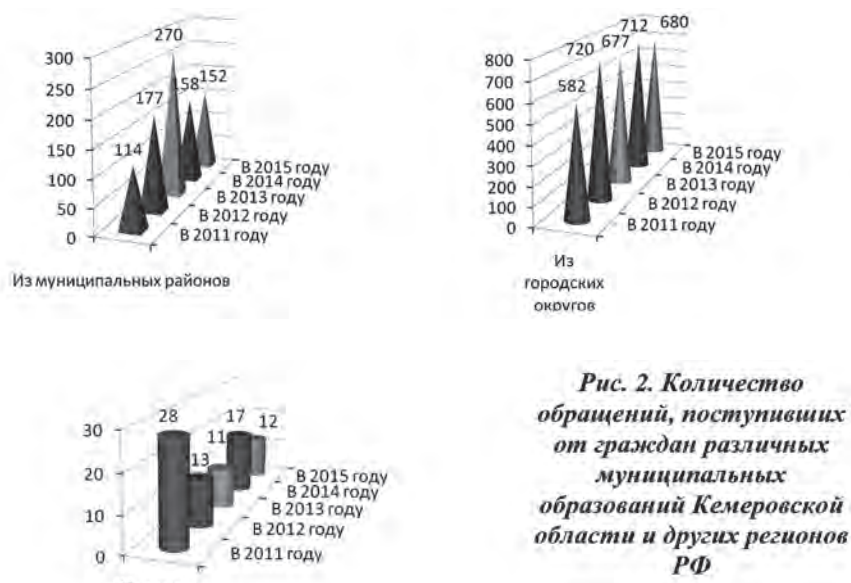 270
300
250
177
158
152
200
114
150
100
50
0
В 2015 году
В 2014 году
В 2013 году
В 2012 году
В 2011 году
Из муниципальных районов
712
680
720
677
800
582
700
600
500
400
300
200
100
0
В 2015 году
В 2014 году
В 2013 году
В 2012 году
В 2011 году
Из
городских
округов
28
17
12
30
11
13
20
10
0
В 2015 году
В 2014 году
В 2013 году
В 2012 году
В 2011 году
Рис. 2. Количество
обращений, поступивших
от граждан различных
муниципальных
образований Кемеровской
области и других регионов
РФ